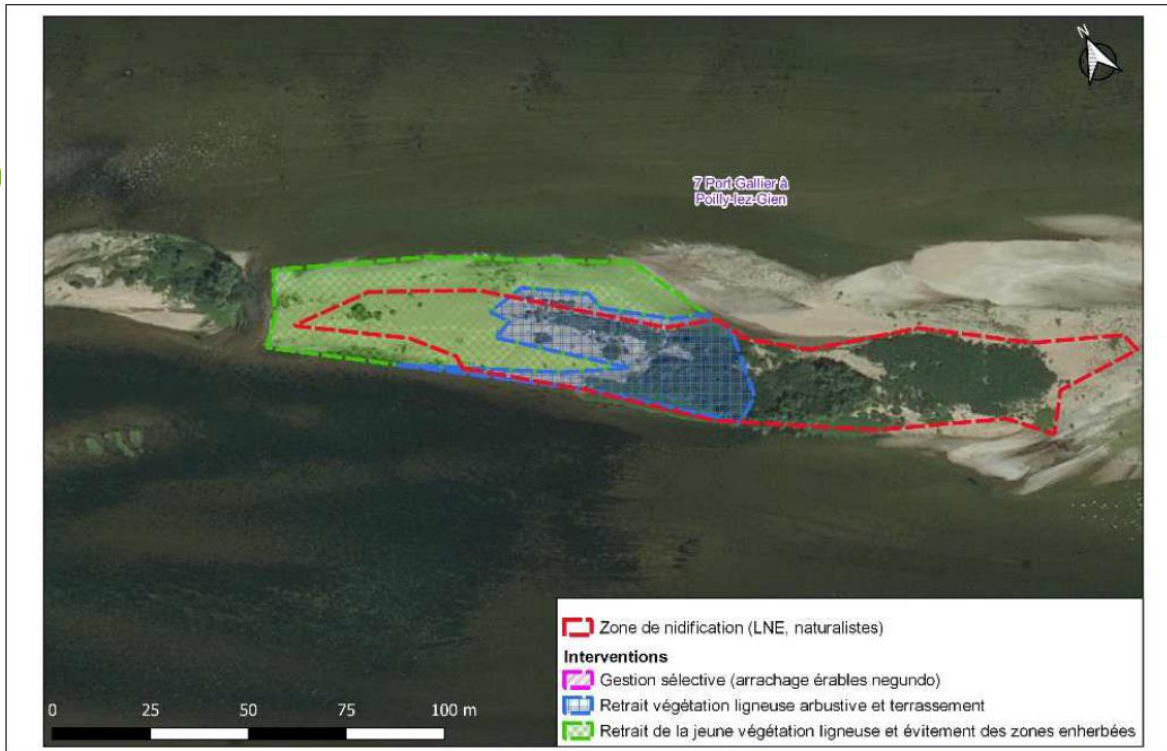 N
7 Port Gallier à
Poilly-lez-Gien
Zone de nidification (LNE, naturalistes)
Interventions
Gestion sélective (arrachage érables negundo)
Retrait végétation ligneuse arbustive et terrassement
Retrait de la jeune végétation ligneuse et évitement des zones enherbées
0 25 50 75 100 m